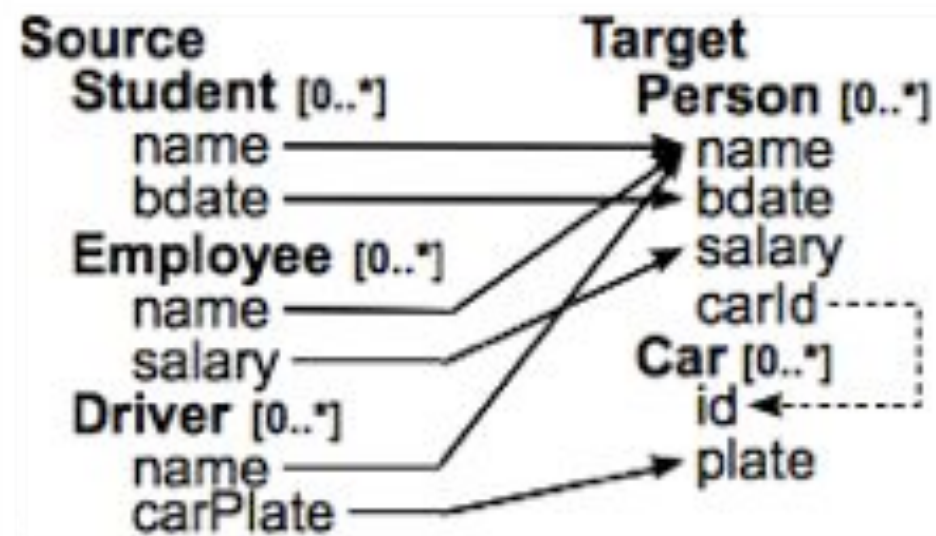 Source
Student [0..*]
name
bdate
Employee [0..*]
name
salary
Driver [0..*]
name
carPlate
Target
Person [0..*]
name
bdate
salary
carId
Car [0..*]
id
plate